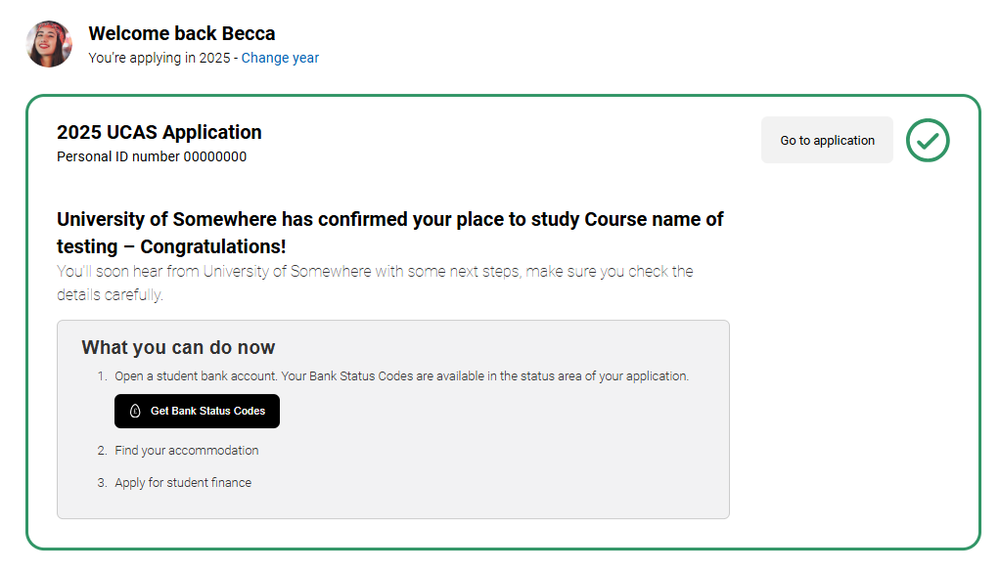 Welcome back Becca
You're applying in 2025 - Change year
2025 UCAS Application
Personal ID number 00000000
Go to application
University of Somewhere has confirmed your place to study Course name of
testing – Congratulations!
You'll soon hear from University of Somewhere with some next steps, make sure you check the
details carefully.
What you can do now
1. Open a student bank account. Your Bank Status Codes are available in the status area of your application.
£ Get Bank Status Codes
2. Find your accommodation
3. Apply for student finance